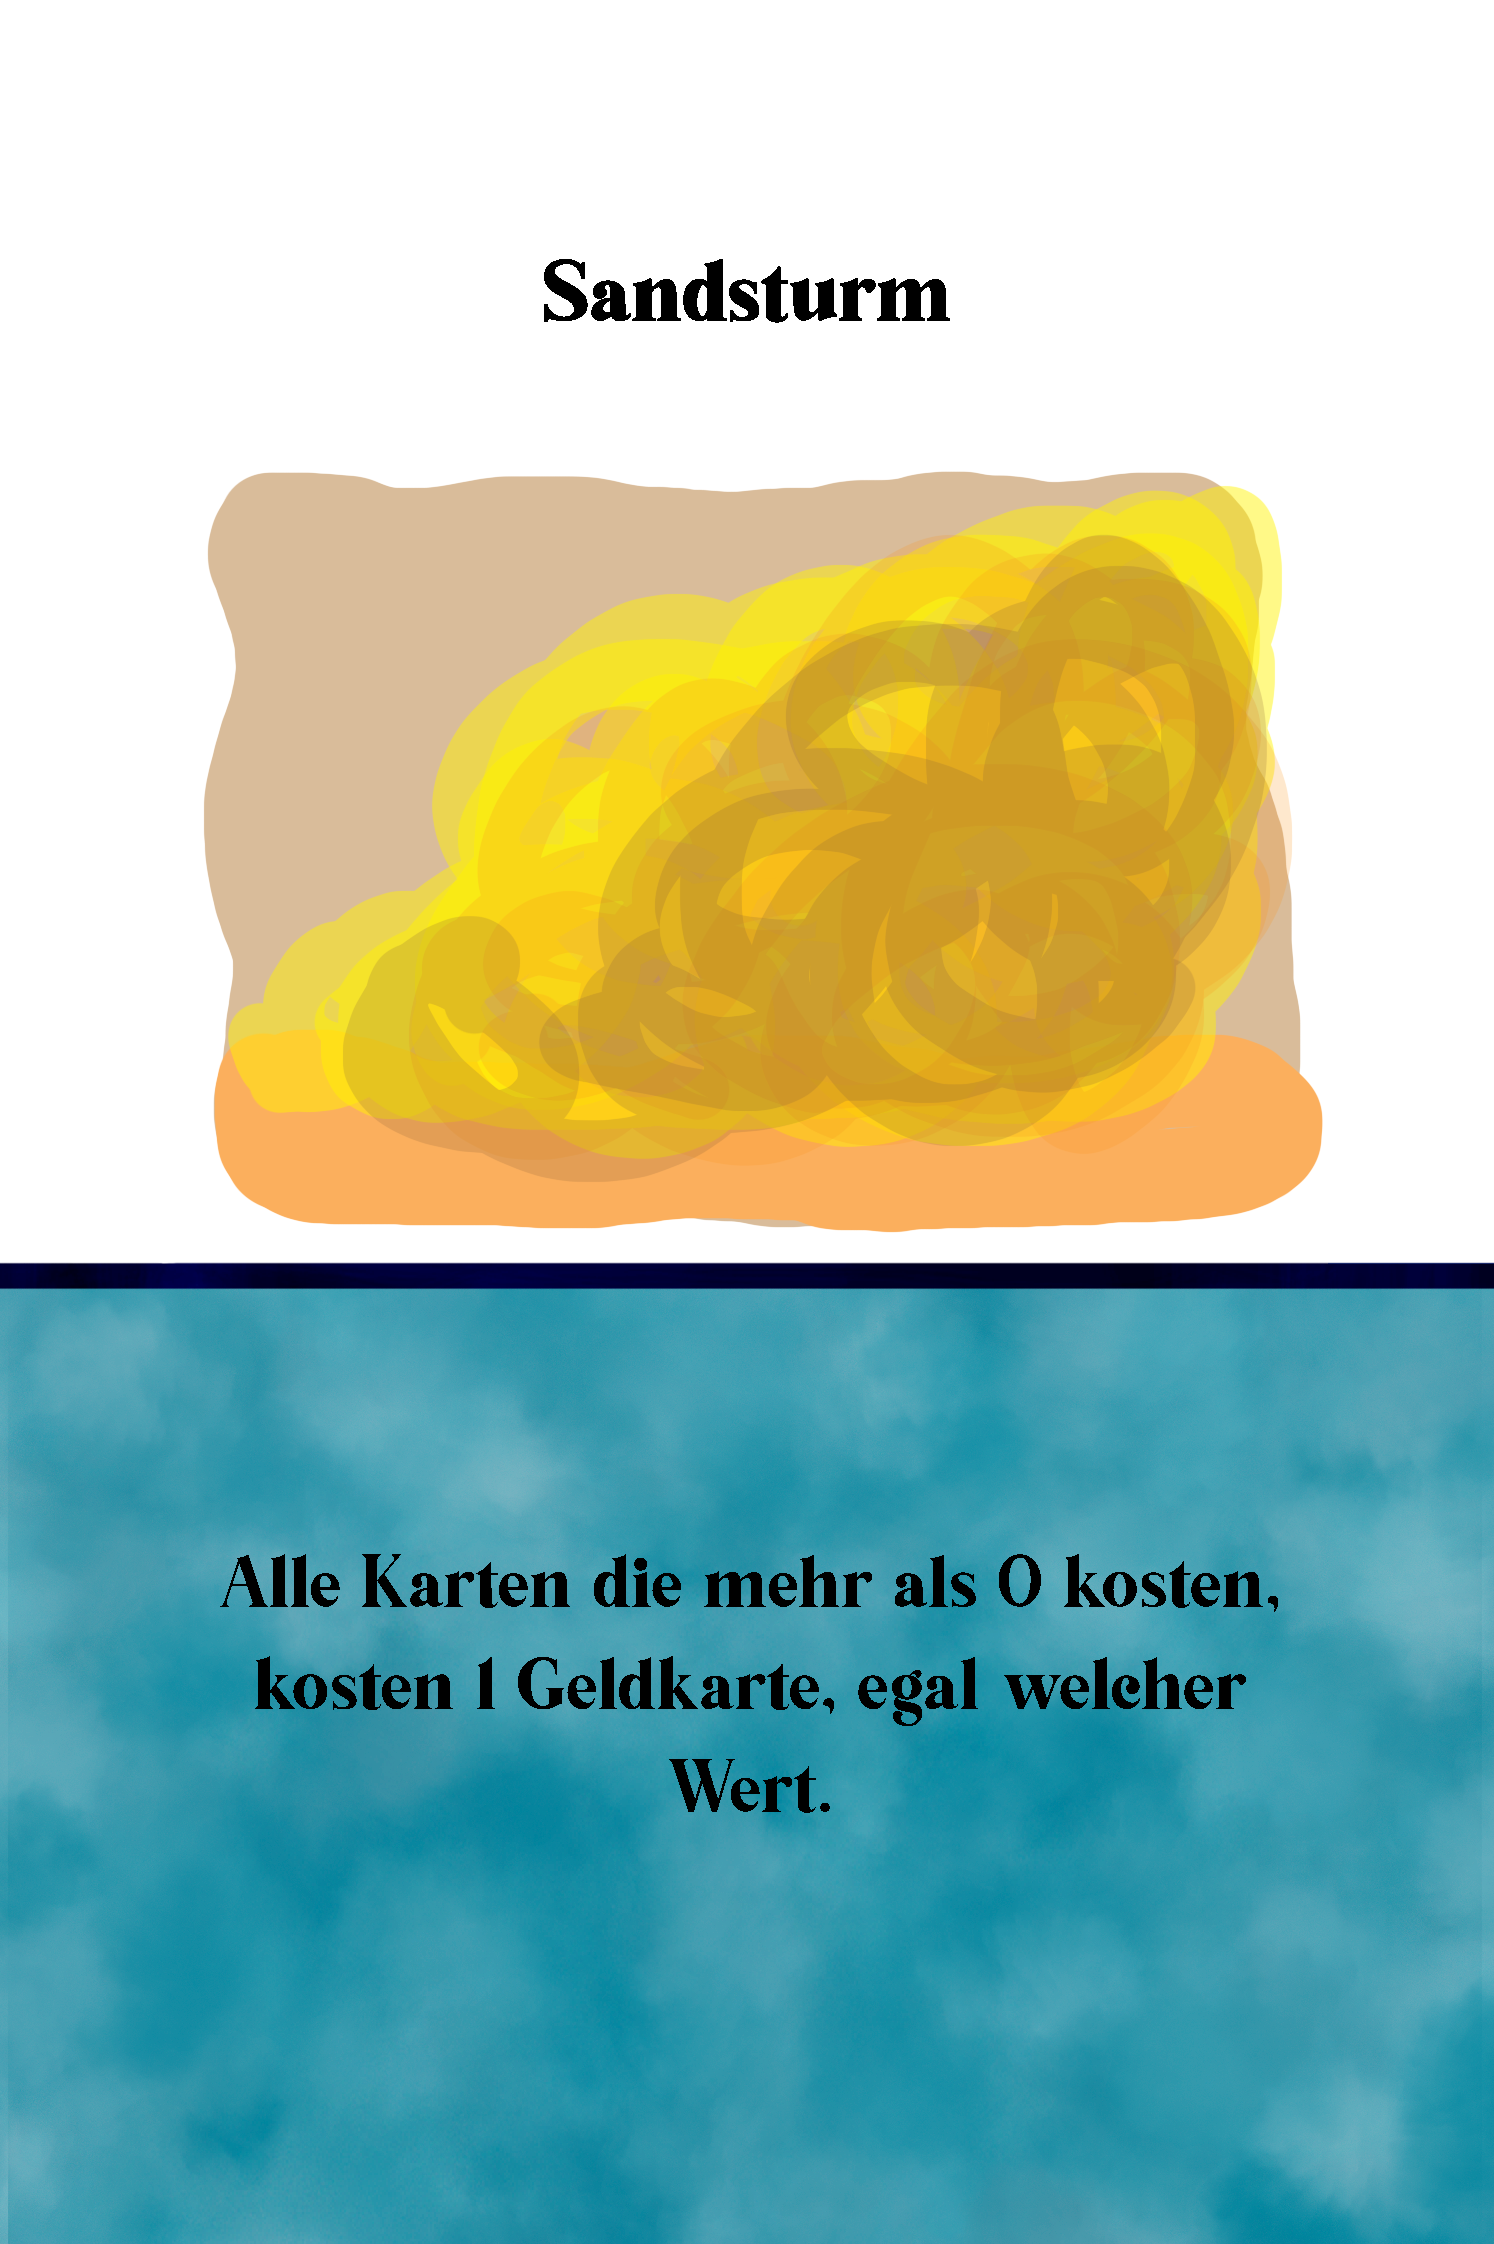 Sandsturm
Alle Karten die mehr als 0 kosten,
kosten 1 Geldkarte, egal welcher
Wert.